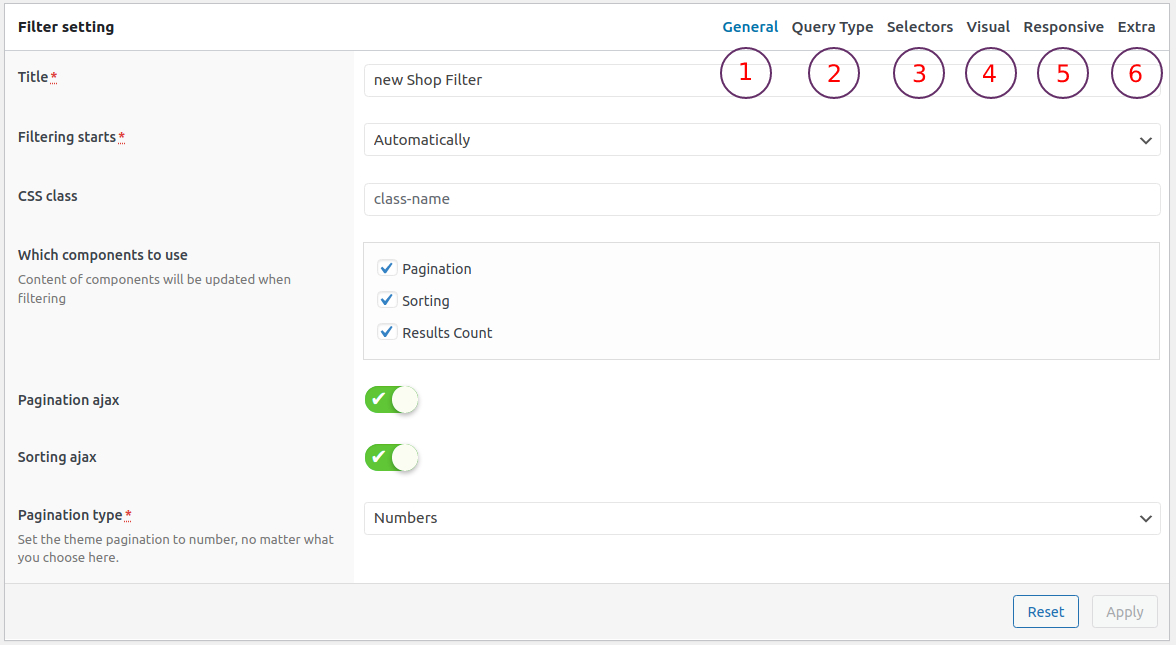 Filter setting
General Query Type Selectors Visual Responsive Extra
1 2 3 4 5 6
Title*
new Shop Filter
Filtering starts*
Automatically
CSS class
class-name
Which components to use
Content of components will be updated when
filtering
Pagination
Sorting
Results Count
Pagination ajax
Sorting ajax
Pagination type*
Set the theme pagination to number, no matter what
you choose here.
Numbers
Reset
Apply